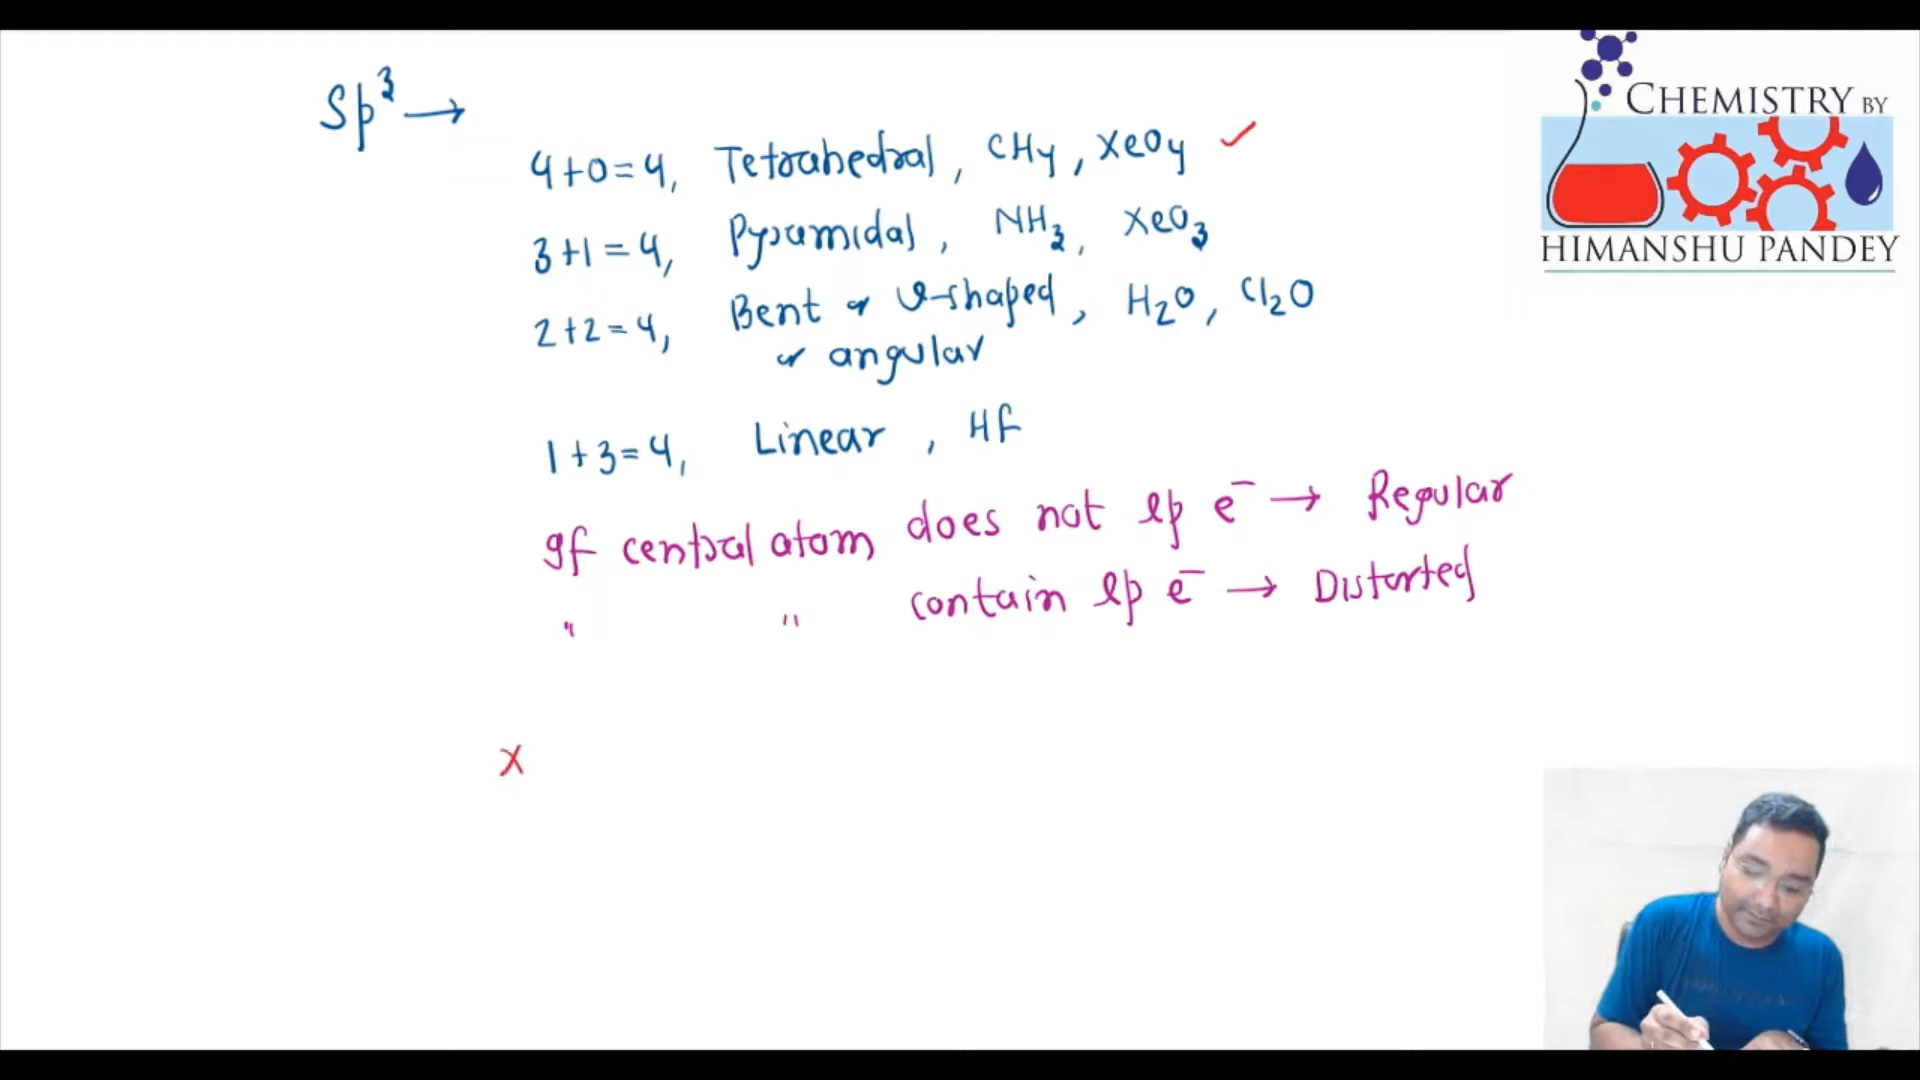 Sp³ →
4+0=4, Tetrahedral, CH4, XeO4 ✓
3+1=4, Pyramidal, NH3, XeO3
2+2=4, Bent or V-shaped, H2O, Cl2O
or angular
1+3=4, Linear, HF
If central atom does not lp e⁻ → Regular
" " contain lp e⁻ → Distorted
X
CHEMISTRY BY
HIMANSHU PANDEY